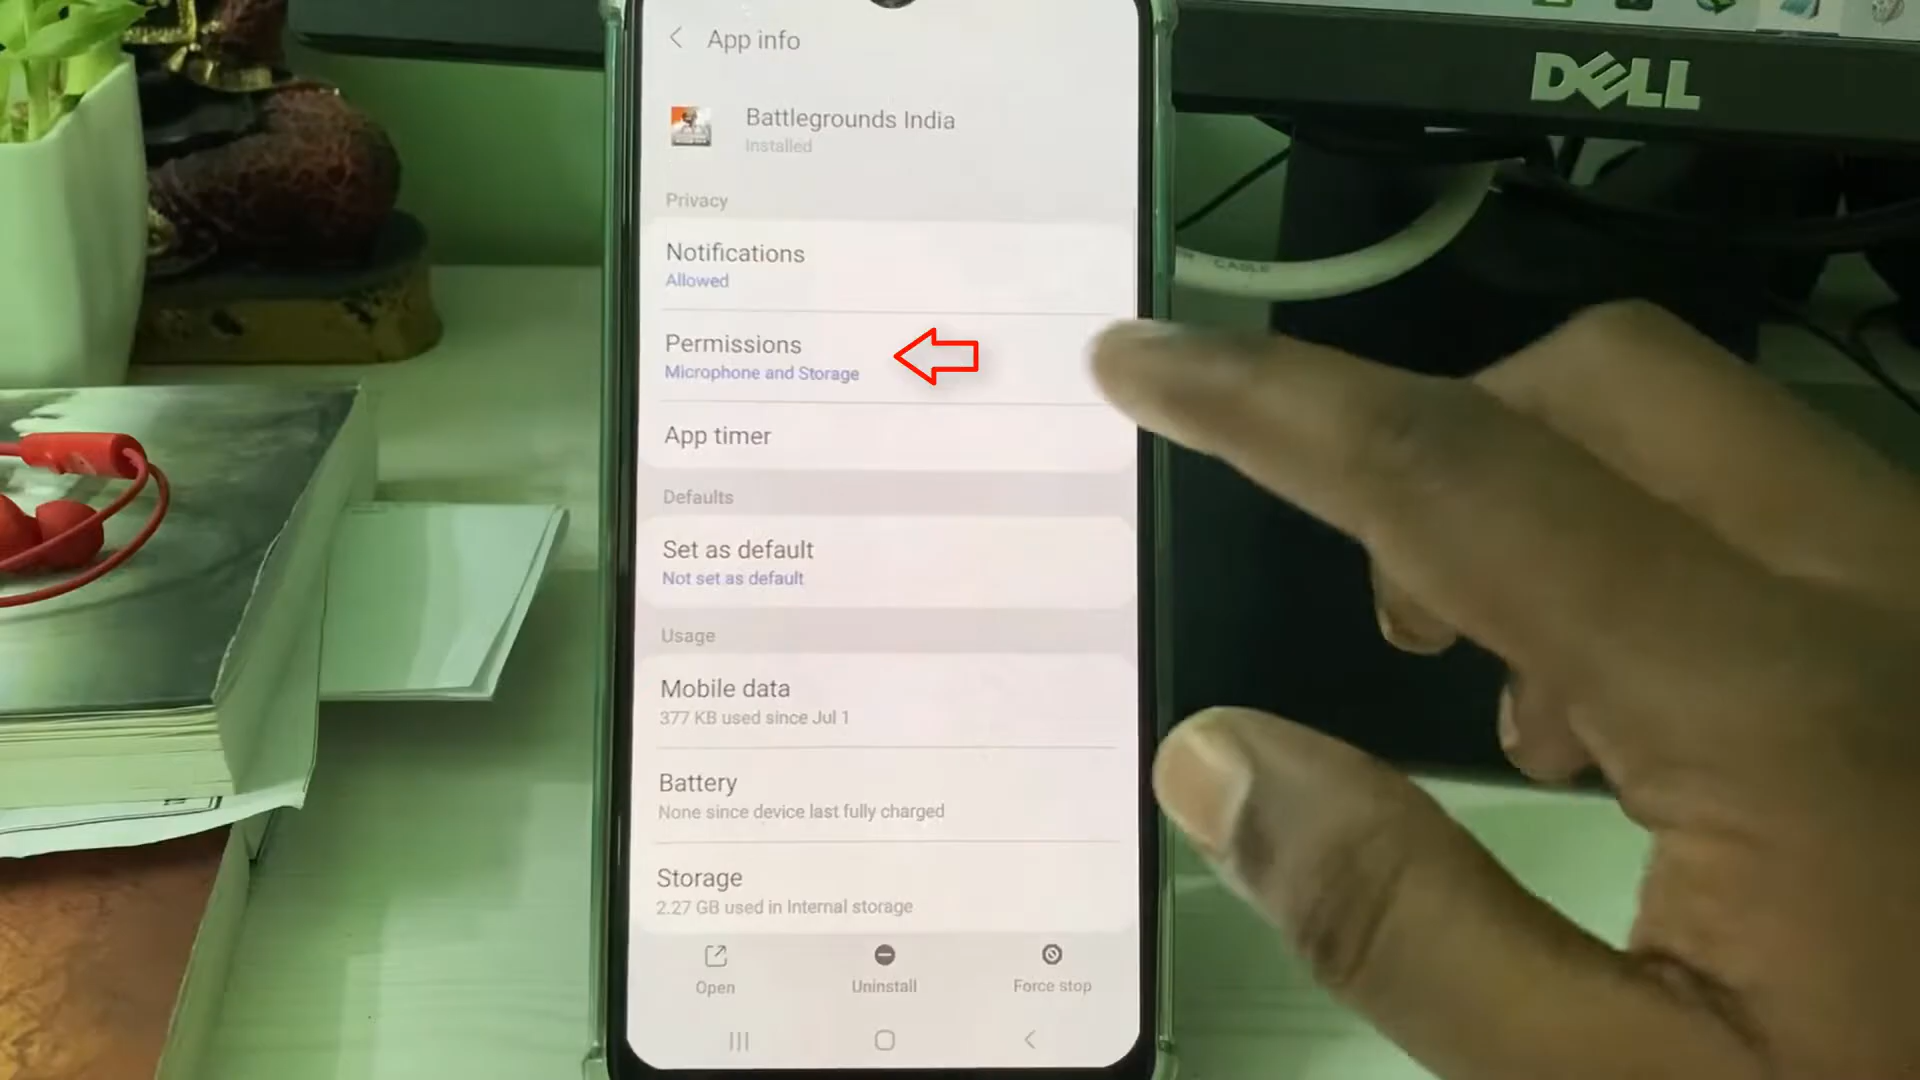 App info
Battlegrounds India
Installed
Privacy
Notifications
Allowed
Permissions
Microphone and Storage
App timer
Defaults
Set as default
Not set as default
Usage
Mobile data
377 KB used since Jul 1
Battery
None since device last fully charged
Storage
2.27 GB used in Internal storage
Open
Uninstall
Force stop
DELL
CABLE